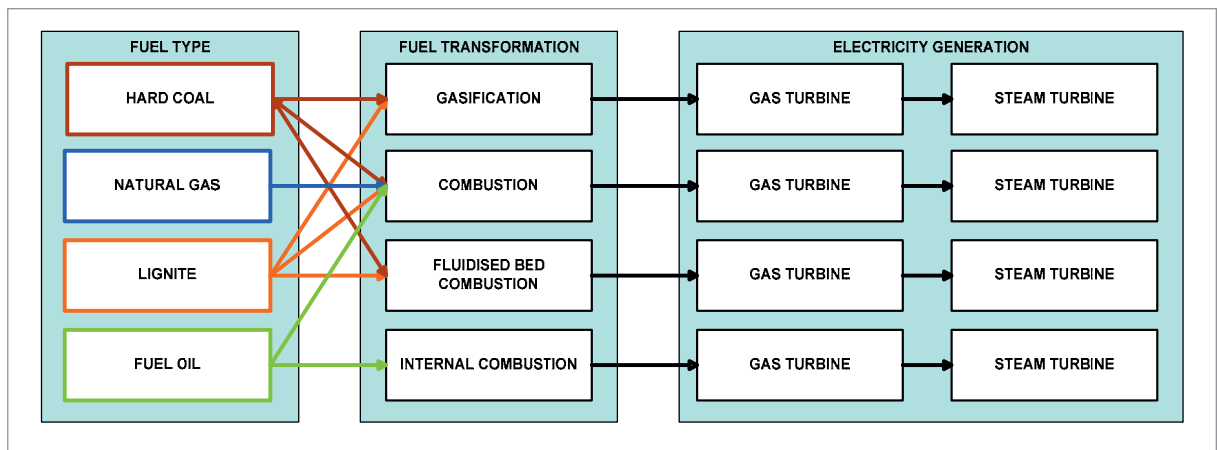 FUEL TYPE
FUEL TRANSFORMATION
ELECTRICITY GENERATION
HARD COAL
GASIFICATION
GAS TURBINE
STEAM TURBINE
NATURAL GAS
COMBUSTION
GAS TURBINE
STEAM TURBINE
LIGNITE
FLUIDISED BED
COMBUSTION
GAS TURBINE
STEAM TURBINE
FUEL OIL
INTERNAL COMBUSTION
GAS TURBINE
STEAM TURBINE